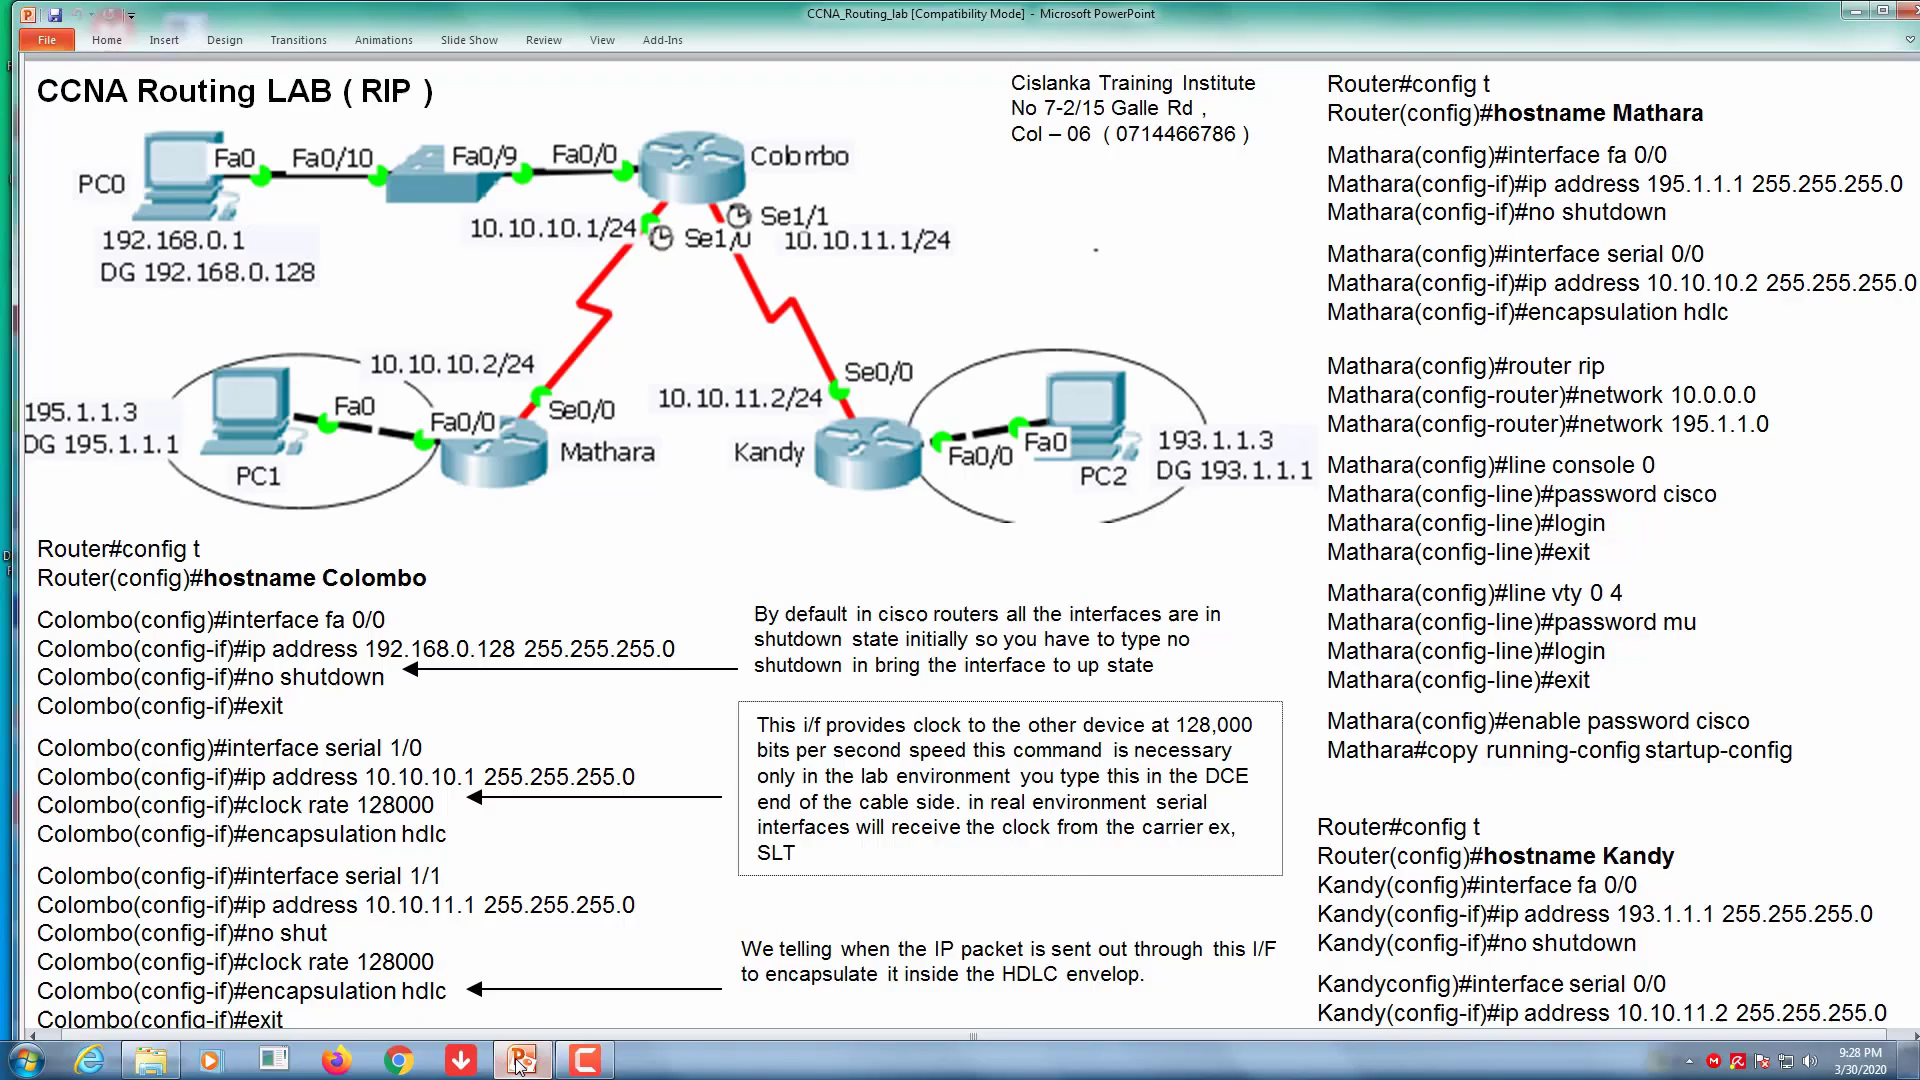 CCNA_Routing_lab [Compatibility Mode] - Microsoft PowerPoint
File Home Insert Design Transitions Animations Slide Show Review View Add-Ins
CCNA Routing LAB ( RIP )
Cislanka Training Institute
No 7-2/15 Galle Rd ,
Col – 06 ( 0714466786 )
PC0
Fa0
Fa0/10
Fa0/9
Fa0/0
Colombo
192.168.0.1
DG 192.168.0.128
10.10.10.1/24
Se1/0
Se1/1
10.10.11.1/24
10.10.10.2/24
Se0/0
195.1.1.3
DG 195.1.1.1
Fa0
Fa0/0
PC1
Mathara
10.10.11.2/24
Se0/0
Kandy
Fa0/0
Fa0
PC2
193.1.1.3
DG 193.1.1.1
Router#config t
Router(config)#hostname Colombo
Colombo(config)#interface fa 0/0
Colombo(config-if)#ip address 192.168.0.128 255.255.255.0
Colombo(config-if)#no shutdown
Colombo(config-if)#exit
Colombo(config)#interface serial 1/0
Colombo(config-if)#ip address 10.10.10.1 255.255.255.0
Colombo(config-if)#clock rate 128000
Colombo(config-if)#encapsulation hdlc
Colombo(config-if)#interface serial 1/1
Colombo(config-if)#ip address 10.10.11.1 255.255.255.0
Colombo(config-if)#no shut
Colombo(config-if)#clock rate 128000
Colombo(config-if)#encapsulation hdlc
Colombo(config-if)#exit
By default in cisco routers all the interfaces are in
shutdown state initially so you have to type no
shutdown in bring the interface to up state
This i/f provides clock to the other device at 128,000
bits per second speed this command is necessary
only in the lab environment you type this in the DCE
end of the cable side. in real environment serial
interfaces will receive the clock from the carrier ex,
SLT
We telling when the IP packet is sent out through this I/F
to encapsulate it inside the HDLC envelop.
Router#config t
Router(config)#hostname Mathara
Mathara(config)#interface fa 0/0
Mathara(config-if)#ip address 195.1.1.1 255.255.255.0
Mathara(config-if)#no shutdown
Mathara(config)#interface serial 0/0
Mathara(config-if)#ip address 10.10.10.2 255.255.255.0
Mathara(config-if)#encapsulation hdlc
Mathara(config)#router rip
Mathara(config-router)#network 10.0.0.0
Mathara(config-router)#network 195.1.1.0
Mathara(config)#line console 0
Mathara(config-line)#password cisco
Mathara(config-line)#login
Mathara(config-line)#exit
Mathara(config)#line vty 0 4
Mathara(config-line)#password mu
Mathara(config-line)#login
Mathara(config-line)#exit
Mathara(config)#enable password cisco
Mathara#copy running-config startup-config
Router#config t
Router(config)#hostname Kandy
Kandy(config)#interface fa 0/0
Kandy(config-if)#ip address 193.1.1.1 255.255.255.0
Kandy(config-if)#no shutdown
Kandyconfig)#interface serial 0/0
Kandy(config-if)#ip address 10.10.11.2 255.255.255.0
9:28 PM
3/30/2020